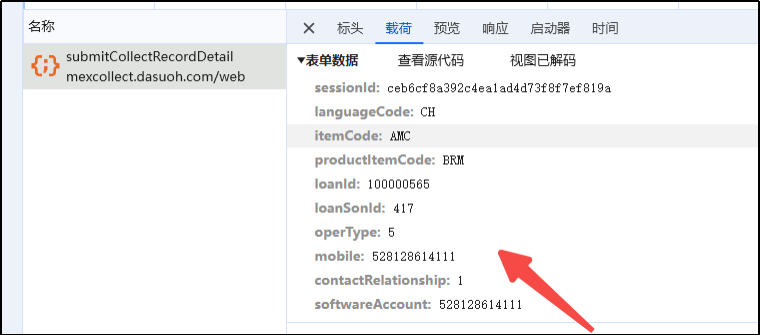 名称
submitCollectRecordDetail
mexcollect.dasuoh.com/web
标头 载荷 预览 响应 启动器 时间
▼表单数据 查看源代码 视图已解码
sessionId: ceb6cf8a392c4ea1ad4d73f8f7ef819a
languageCode: CH
itemCode: AMC
productItemCode: BRM
loanId: 100000565
loanSonId: 417
operType: 5
mobile: 528128614111
contactRelationship: 1
softwareAccount: 528128614111